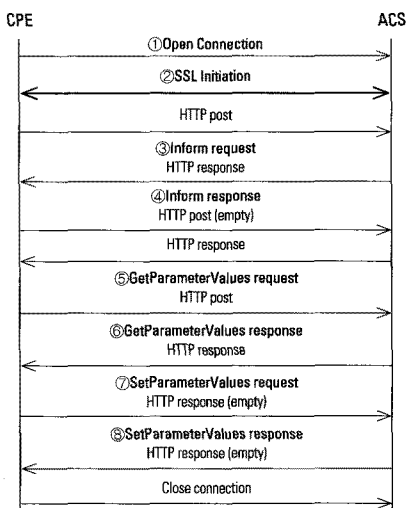 CPE ACS
①Open Connection
②SSL Initiation
HTTP post
③Inform request
HTTP response
④Inform response
HTTP post (empty)
HTTP response
⑤GetParameterValues request
HTTP post
⑥GetParameterValues response
HTTP response
⑦SetParameterValues request
HTTP response (empty)
⑧SetParameterValues response
HTTP response (empty)
Close connection